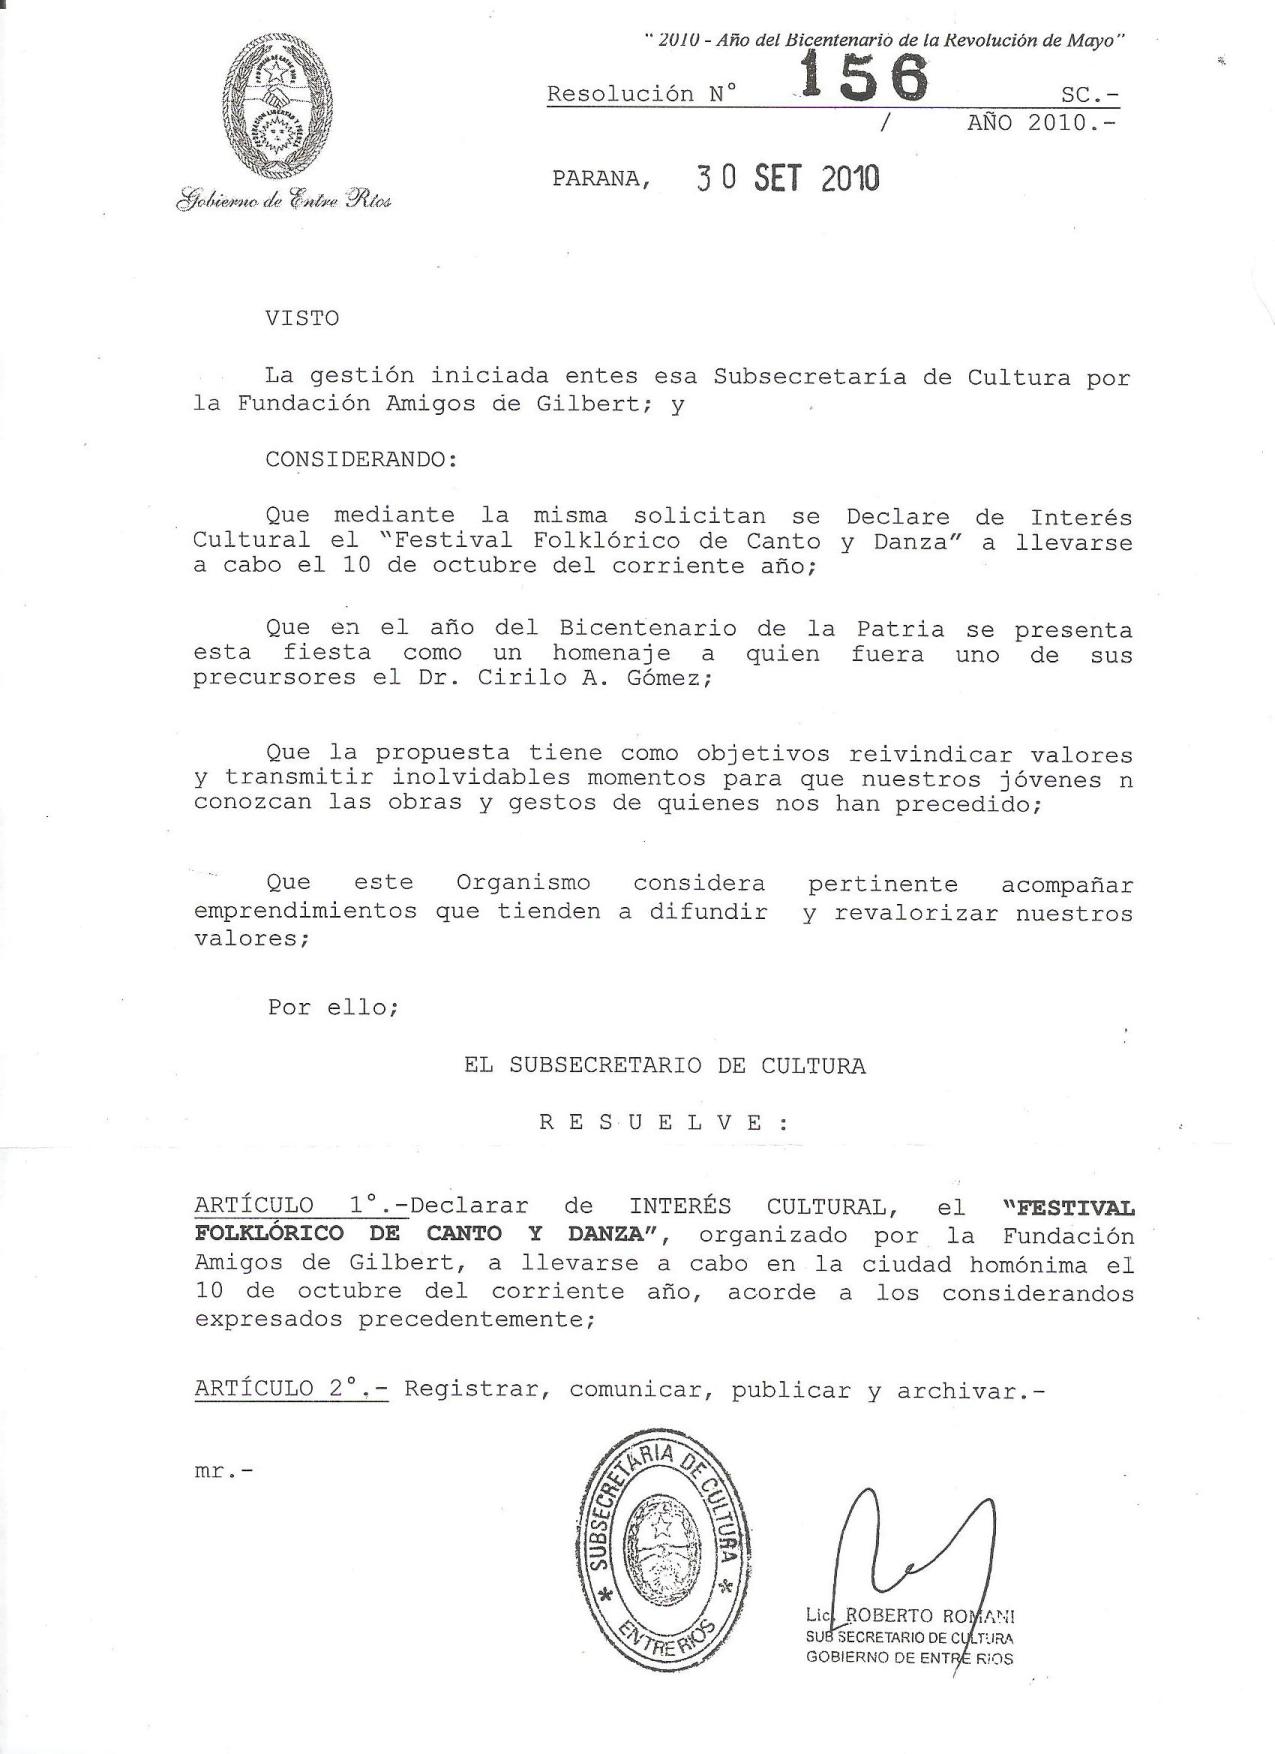 " 2010 - Año del Bicentenario de la Revolución de Mayo"
Resolución N° 156 SC.-
/ AÑO 2010.-
PARANA, 30 SET 2010
Gobierno de Entre Ríos
VISTO
La gestión iniciada entes esa Subsecretaría de Cultura por
la Fundación Amigos de Gilbert; y
CONSIDERANDO:
Que mediante la misma solicitan se Declare de Interés
Cultural el "Festival Folklórico de Canto y Danza" a llevarse
a cabo el 10 de octubre del corriente año;
Que en el año del Bicentenario de la Patria se presenta
esta fiesta como un homenaje a quien fuera uno de sus
precursores el Dr. Cirilo A. Gómez;
Que la propuesta tiene como objetivos reivindicar valores
y transmitir inolvidables momentos para que nuestros jóvenes n
conozcan las obras y gestos de quienes nos han precedido;
Que este Organismo considera pertinente acompañar
emprendimientos que tienden a difundir y revalorizar nuestros
valores;
Por ello;
EL SUBSECRETARIO DE CULTURA
R E S U E L V E :
ARTÍCULO 1°.-Declarar de INTERÉS CULTURAL, el "FESTIVAL
FOLKLÓRICO DE CANTO Y DANZA", organizado por la Fundación
Amigos de Gilbert, a llevarse a cabo en la ciudad homónima el
10 de octubre del corriente año, acorde a los considerandos
expresados precedentemente;
ARTÍCULO 2°.- Registrar, comunicar, publicar y archivar.-
mr.-
SUBSECRETARIA DE CULTURA
ENTRE RIOS
Lic. ROBERTO ROMANI
SUB SECRETARIO DE CULTURA
GOBIERNO DE ENTRE RIOS